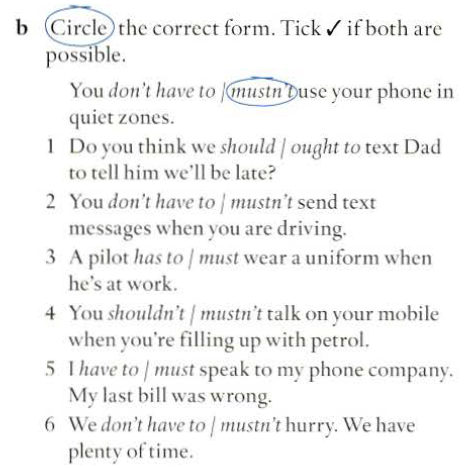 b Circle the correct form. Tick ✓ if both are
possible.
You don't have to / mustn't use your phone in
quiet zones.
1 Do you think we should / ought to text Dad
to tell him we'll be late?
2 You don't have to / mustn't send text
messages when you are driving.
3 A pilot has to / must wear a uniform when
he's at work.
4 You shouldn't / mustn't talk on your mobile
when you're filling up with petrol.
5 I have to / must speak to my phone company.
My last bill was wrong.
6 We don't have to / mustn't hurry. We have
plenty of time.